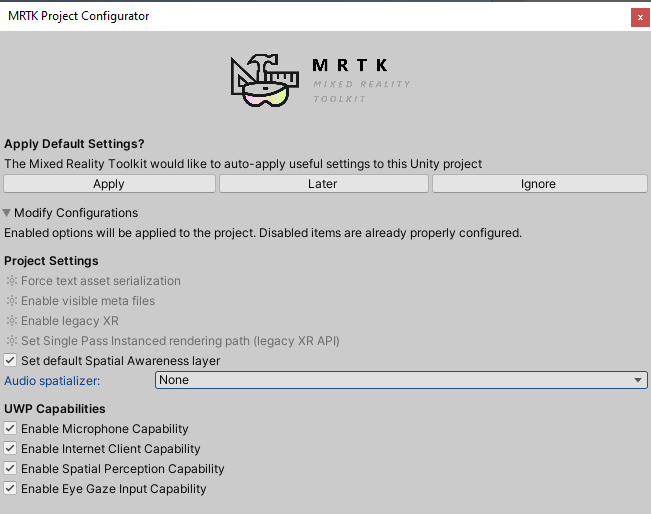 MRTK Project Configurator
x
MRTK
MIXED REALITY
TOOLKIT
Apply Default Settings?
The Mixed Reality Toolkit would like to auto-apply useful settings to this Unity project
Apply Later Ignore
Modify Configurations
Enabled options will be applied to the project. Disabled items are already properly configured.
Project Settings
Force text asset serialization
Enable visible meta files
Enable legacy XR
Set Single Pass Instanced rendering path (legacy XR API)
Set default Spatial Awareness layer
Audio spatializer: None
UWP Capabilities
Enable Microphone Capability
Enable Internet Client Capability
Enable Spatial Perception Capability
Enable Eye Gaze Input Capability